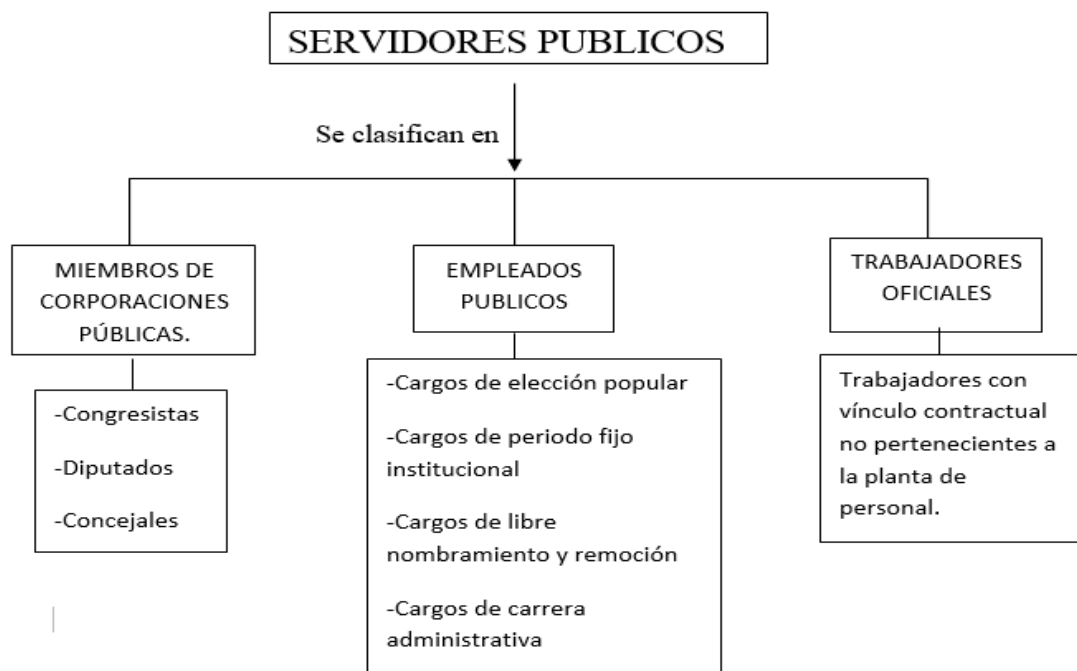 SERVIDORES PUBLICOS
Se clasifican en
MIEMBROS DE
CORPORACIONES
PÚBLICAS.
-Congresistas
-Diputados
-Concejales
EMPLEADOS
PUBLICOS
-Cargos de elección popular
-Cargos de periodo fijo
institucional
-Cargos de libre
nombramiento y remoción
-Cargos de carrera
administrativa
TRABAJADORES
OFICIALES
Trabajadores con
vínculo contractual
no pertenecientes a
la planta de
personal.